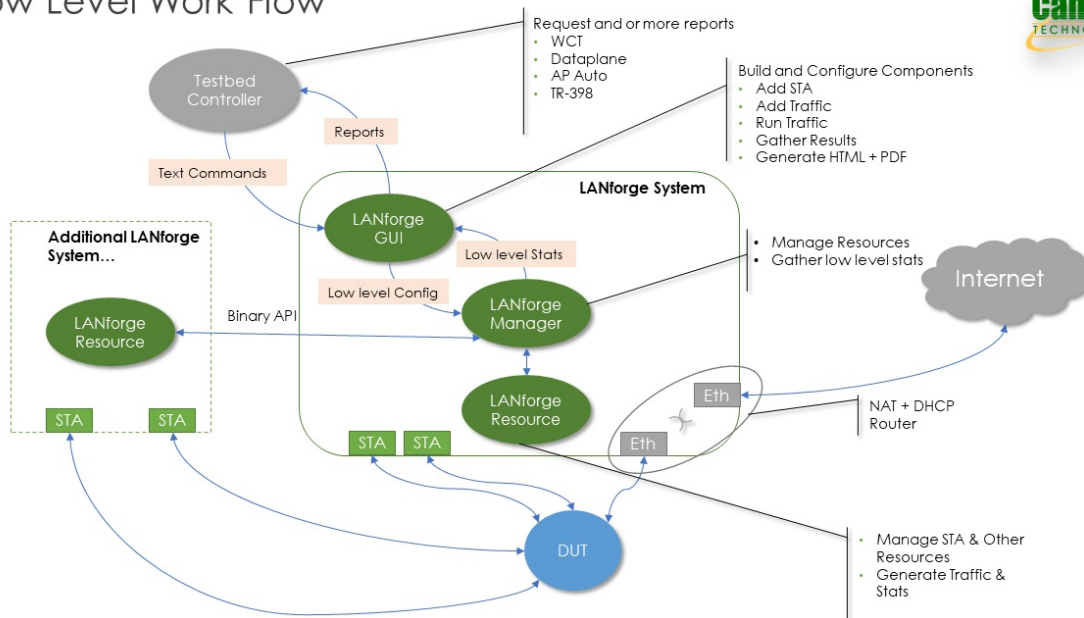 ow Level Work Flow
Can
TECHNO
Request and or more reports
• WCT
• Dataplane
• AP Auto
• TR-398
Testbed
Controller
Build and Configure Components
• Add STA
• Add Traffic
• Run Traffic
• Gather Results
• Generate HTML + PDF
Reports
Text Commands
LANforge System
LANforge
GUI
Additional LANforge
System...
Low level Stats
• Manage Resources
• Gather low level stats
Internet
Low level Config
LANforge
Manager
Binary API
LANforge
Resource
LANforge
Resource
Eth
NAT + DHCP
Router
STA
STA
STA
STA
Eth
DUT
• Manage STA & Other
Resources
• Generate Traffic &
Stats